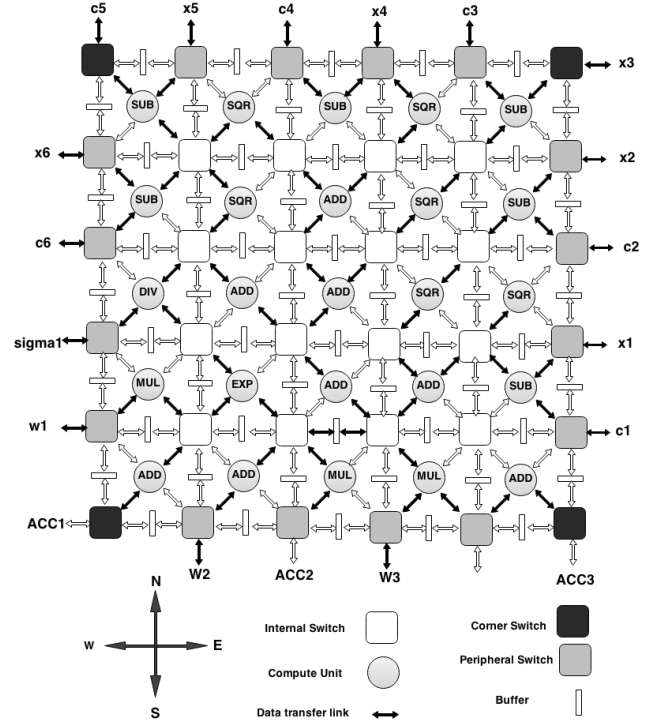 c5 x5 c4 x4 c3
x3
SUB SQR SUB SQR SUB
x6 x2
SUB SQR ADD SQR SUB
c6 c2
DIV ADD ADD SQR SQR
sigma1 x1
MUL EXP ADD ADD SUB
w1 c1
ADD ADD MUL MUL ADD
ACC1
W2 ACC2 W3 ACC3
N
W E
S
Internal Switch
Compute Unit
Data transfer link
Corner Switch
Peripheral Switch
Buffer